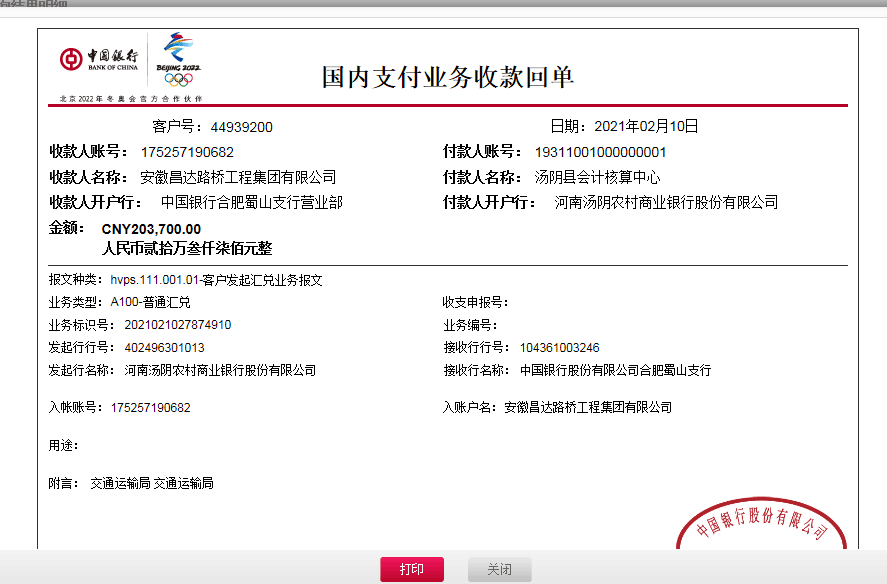 中国银行
BANK OF CHINA
BEIJING 2022
北京2022年冬奥会官方合作伙伴
国内支付业务收款回单
客户号：44939200 日期：2021年02月10日
收款人账号：175257190682 付款人账号：19311001000000001
收款人名称：安徽昌达路桥工程集团有限公司 付款人名称：汤阴县会计核算中心
收款人开户行：中国银行合肥蜀山支行营业部 付款人开户行：河南汤阴农村商业银行股份有限公司
金额：CNY203,700.00
人民币贰拾万叁仟柒佰元整
报文种类：hvps.111.001.01-客户发起汇兑业务报文
业务类型：A100-普通汇兑 收支申报号：
业务标识号：2021021027874910 业务编号：
发起行行号：402496301013 接收行行号：104361003246
发起行名称：河南汤阴农村商业银行股份有限公司 接收行名称：中国银行股份有限公司合肥蜀山支行
入帐账号：175257190682 入账户名：安徽昌达路桥工程集团有限公司
用途：
附言：交通运输局 交通运输局
中国银行股份有限公司
打印 关闭